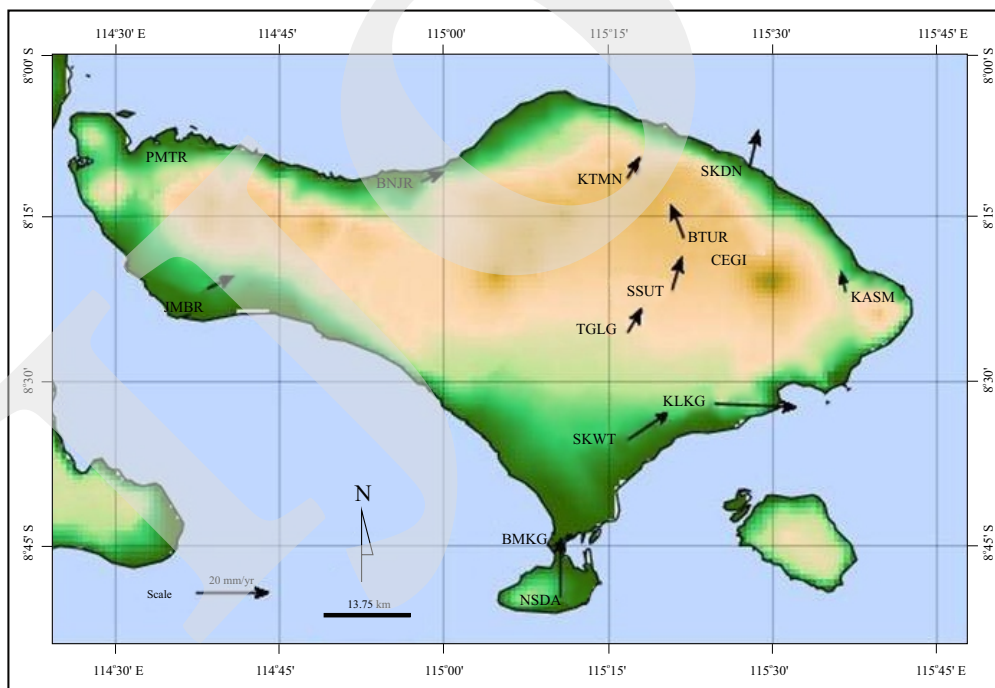 114°30' E 114°45' E 115°00' E 115°15' E 115°30' E 115°45' E
8°00' S 8°00' S
PMTR
BNJR
KTMN
SKDN
8°15' 8°15' S
BTUR
CEGI
SSUT
KASM
JMBR
TGLG
8°30' 8°30' S
KLKG
SKWT
N
BMKG
8°45' S 8°45' S
20 mm/yr
Scale
NSDA
13.75 km
114°30' E 114°45' E 115°00' E 115°15' E 115°30' E 115°45' E